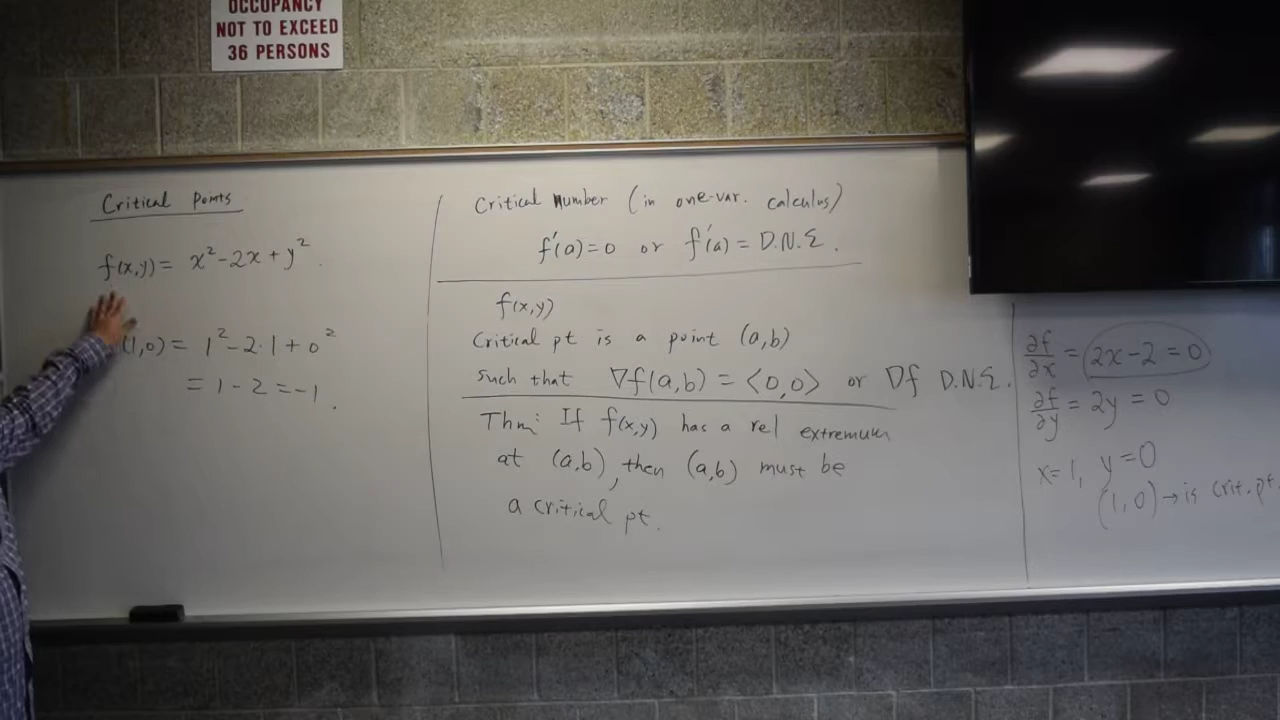 OCCUPANCY
NOT TO EXCEED
36 PERSONS
Critical Points
f(x,y) = x² - 2x + y².
(1,0) = 1² - 2·1 + 0²
= 1 - 2 = -1.
Critical Number (in one-var. calculus)
f'(a) = 0 or f'(a) = D.N.E.
f(x,y)
Critical pt is a point (a,b)
such that ∇f(a,b) = <0,0> or ∇f D.N.E.
Thm: If f(x,y) has a rel extremum
at (a,b), then (a,b) must be
a critical pt.
∂f/∂x = 2x-2 = 0
∂f/∂y = 2y = 0
x=1, y=0
(1,0) → is crit. pt.